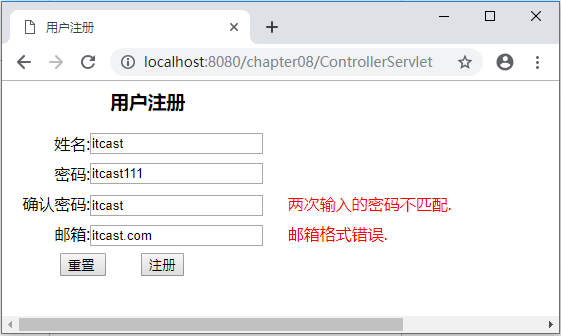 用户注册
localhost:8080/chapter08/ControllerServlet
用户注册
姓名:itcast
密码:itcast111
确认密码:itcast 两次输入的密码不匹配.
邮箱:itcast.com 邮箱格式错误.
重置 注册